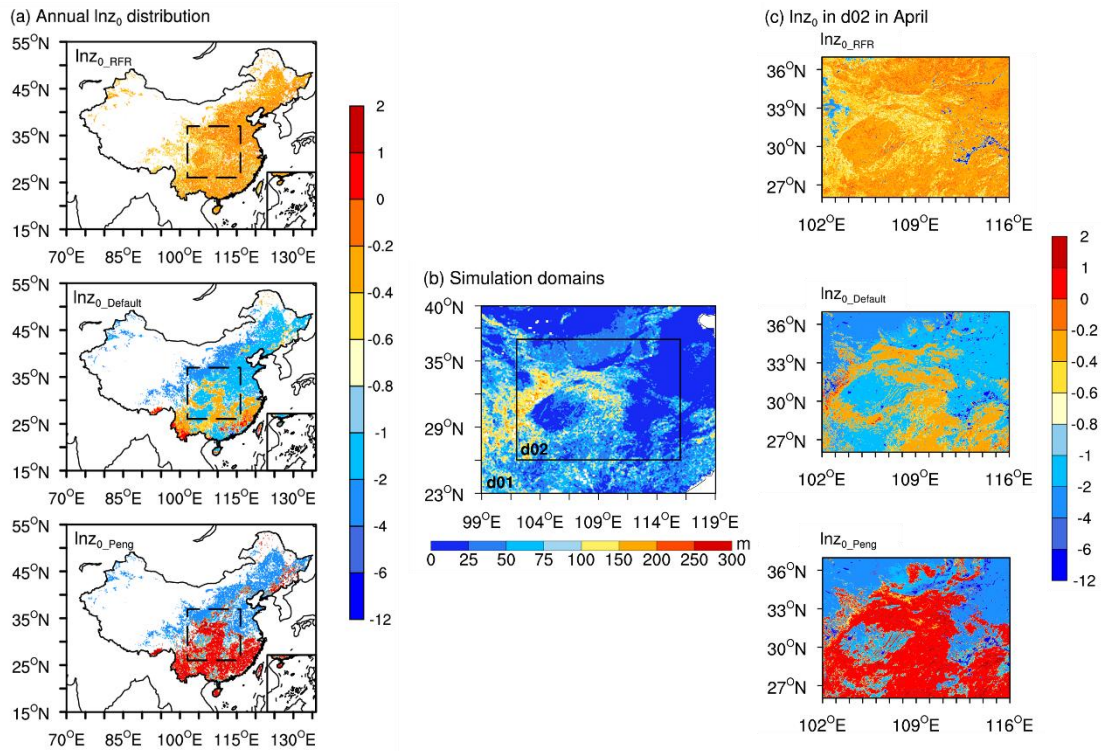 (a) Annual lnz₀ distribution
55°N
lnz₀_RFR
45°N
35°N
25°N
15°N
70°E 85°E 100°E 115°E 130°E
55°N
lnz₀_Default
45°N
35°N
25°N
15°N
70°E 85°E 100°E 115°E 130°E
55°N
lnz₀_Peng
45°N
35°N
25°N
15°N
70°E 85°E 100°E 115°E 130°E
2
1
0
-0.2
-0.4
-0.6
-0.8
-1
-2
-4
-6
-12
(b) Simulation domains
40°N
35°N
29°N
23°N
d02
d01
99°E 104°E 109°E 114°E 119°E
0 25 50 75 100 150 200 250 300 m
(c) lnz₀ in d02 in April
lnz₀_RFR
36°N
33°N
30°N
27°N
102°E 109°E 116°E
lnz₀_Default
36°N
33°N
30°N
27°N
102°E 109°E 116°E
lnz₀_Peng
36°N
33°N
30°N
27°N
102°E 109°E 116°E
2
1
0
-0.2
-0.4
-0.6
-0.8
-1
-2
-4
-6
-12